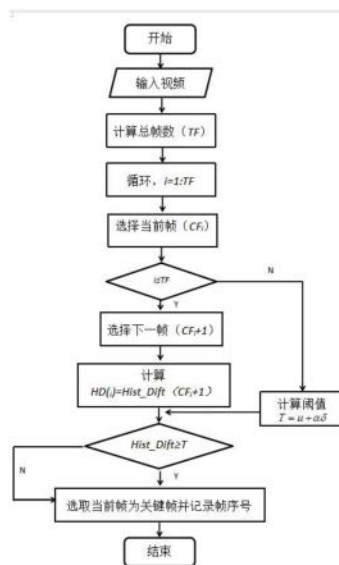 开始
输入视频
计算总帧数（TF）
循环，i=1:TF
选择当前帧（CFi）
i≤TF
N
Y
选择下一帧（CFi+1）
计算
HD(i)=Hist_Dift（CFi+1）
计算阈值
T=u+αδ
Hist_Dift≥T
N
Y
选取当前帧为关键帧并记录帧序号
结束